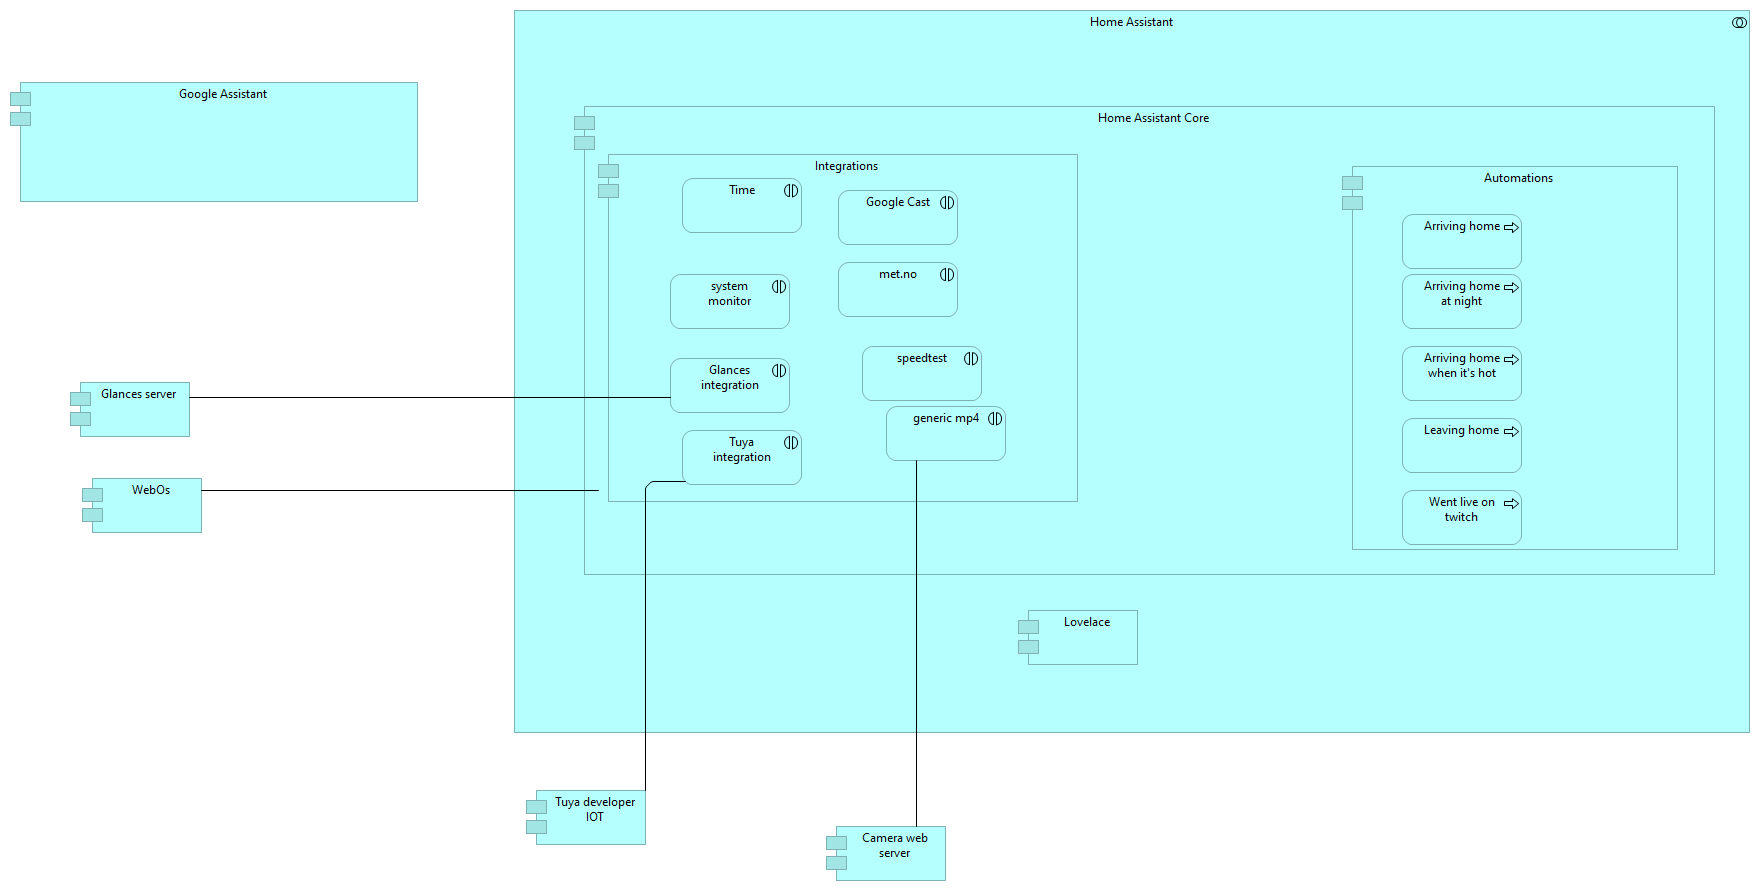 Home Assistant
Google Assistant
Home Assistant Core
Integrations
Automations
Time
Google Cast
Arriving home
system
monitor
met.no
Arriving home
at night
Glances
integration
speedtest
Arriving home
when it's hot
Glances server
generic mp4
Leaving home
Tuya
integration
WebOs
Went live on
twitch
Lovelace
Tuya developer
IOT
Camera web
server